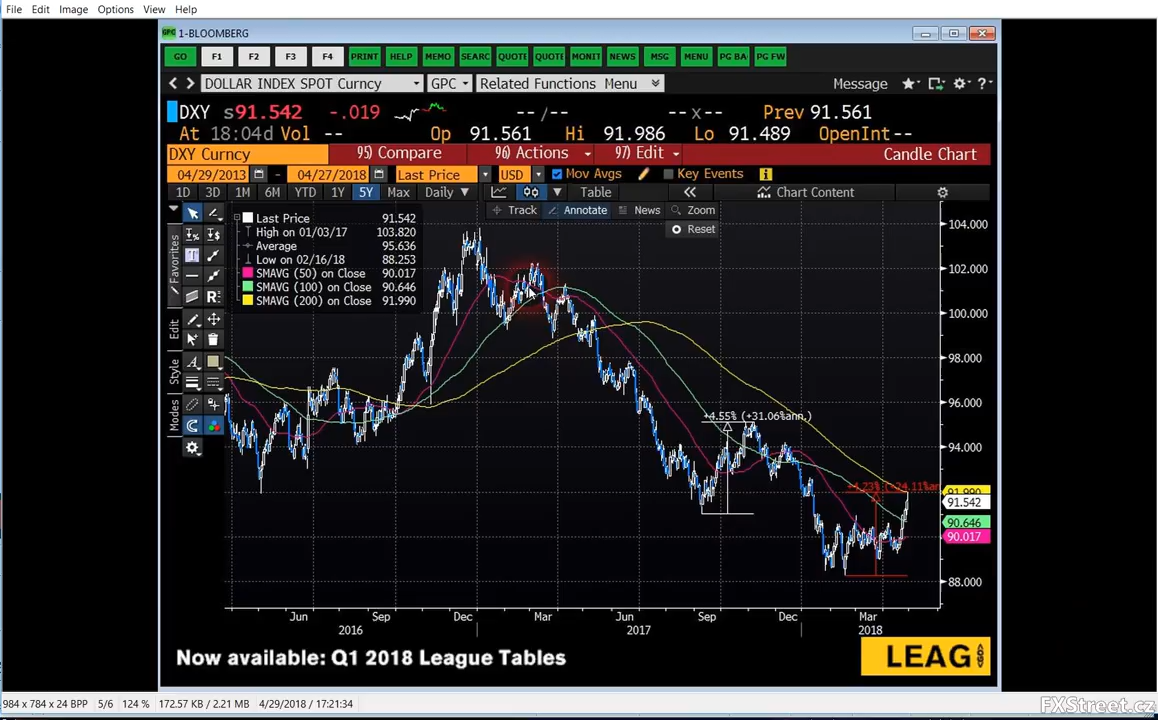 File Edit Image Options View Help
GPC 1-BLOOMBERG
GO F1 F2 F3 F4 PRINT HELP MEMO SEARC QUOTE QUOTE MONIT NEWS MSG MENU PG BA PG FW
DOLLAR INDEX SPOT Curncy GPC Related Functions Menu Message ?
DXY s91.542 -.019 --/-- --x-- Prev 91.561
At 18:04d Vol -- Op 91.561 Hi 91.986 Lo 91.489 OpenInt--
DXY Curncy 95) Compare 96) Actions 97) Edit Candle Chart
04/29/2013 - 04/27/2018 Last Price USD Mov Avgs Key Events i
1D 3D 1M 6M YTD 1Y 5Y Max Daily Table « Chart Content
Track Annotate News Zoom
Reset
Last Price 91.542
High on 01/03/17 103.820
Average 95.636
Low on 02/16/18 88.253
SMAVG (50) on Close 90.017
SMAVG (100) on Close 90.646
SMAVG (200) on Close 91.990
Favorites
Edit
Style
Modes
104.000
102.000
100.000
98.000
96.000
94.000
91.990
91.542
90.646
90.017
88.000
+4.55% (+31.06%ann.)
+4.23% (+24.11%an
Jun Sep Dec Mar Jun Sep Dec Mar
2016 2017 2018
Now available: Q1 2018 League Tables
LEAG
984 x 784 x 24 BPP 5/6 124 % 172.57 KB / 2.21 MB 4/29/2018 / 17:21:34
FXStreet.cz